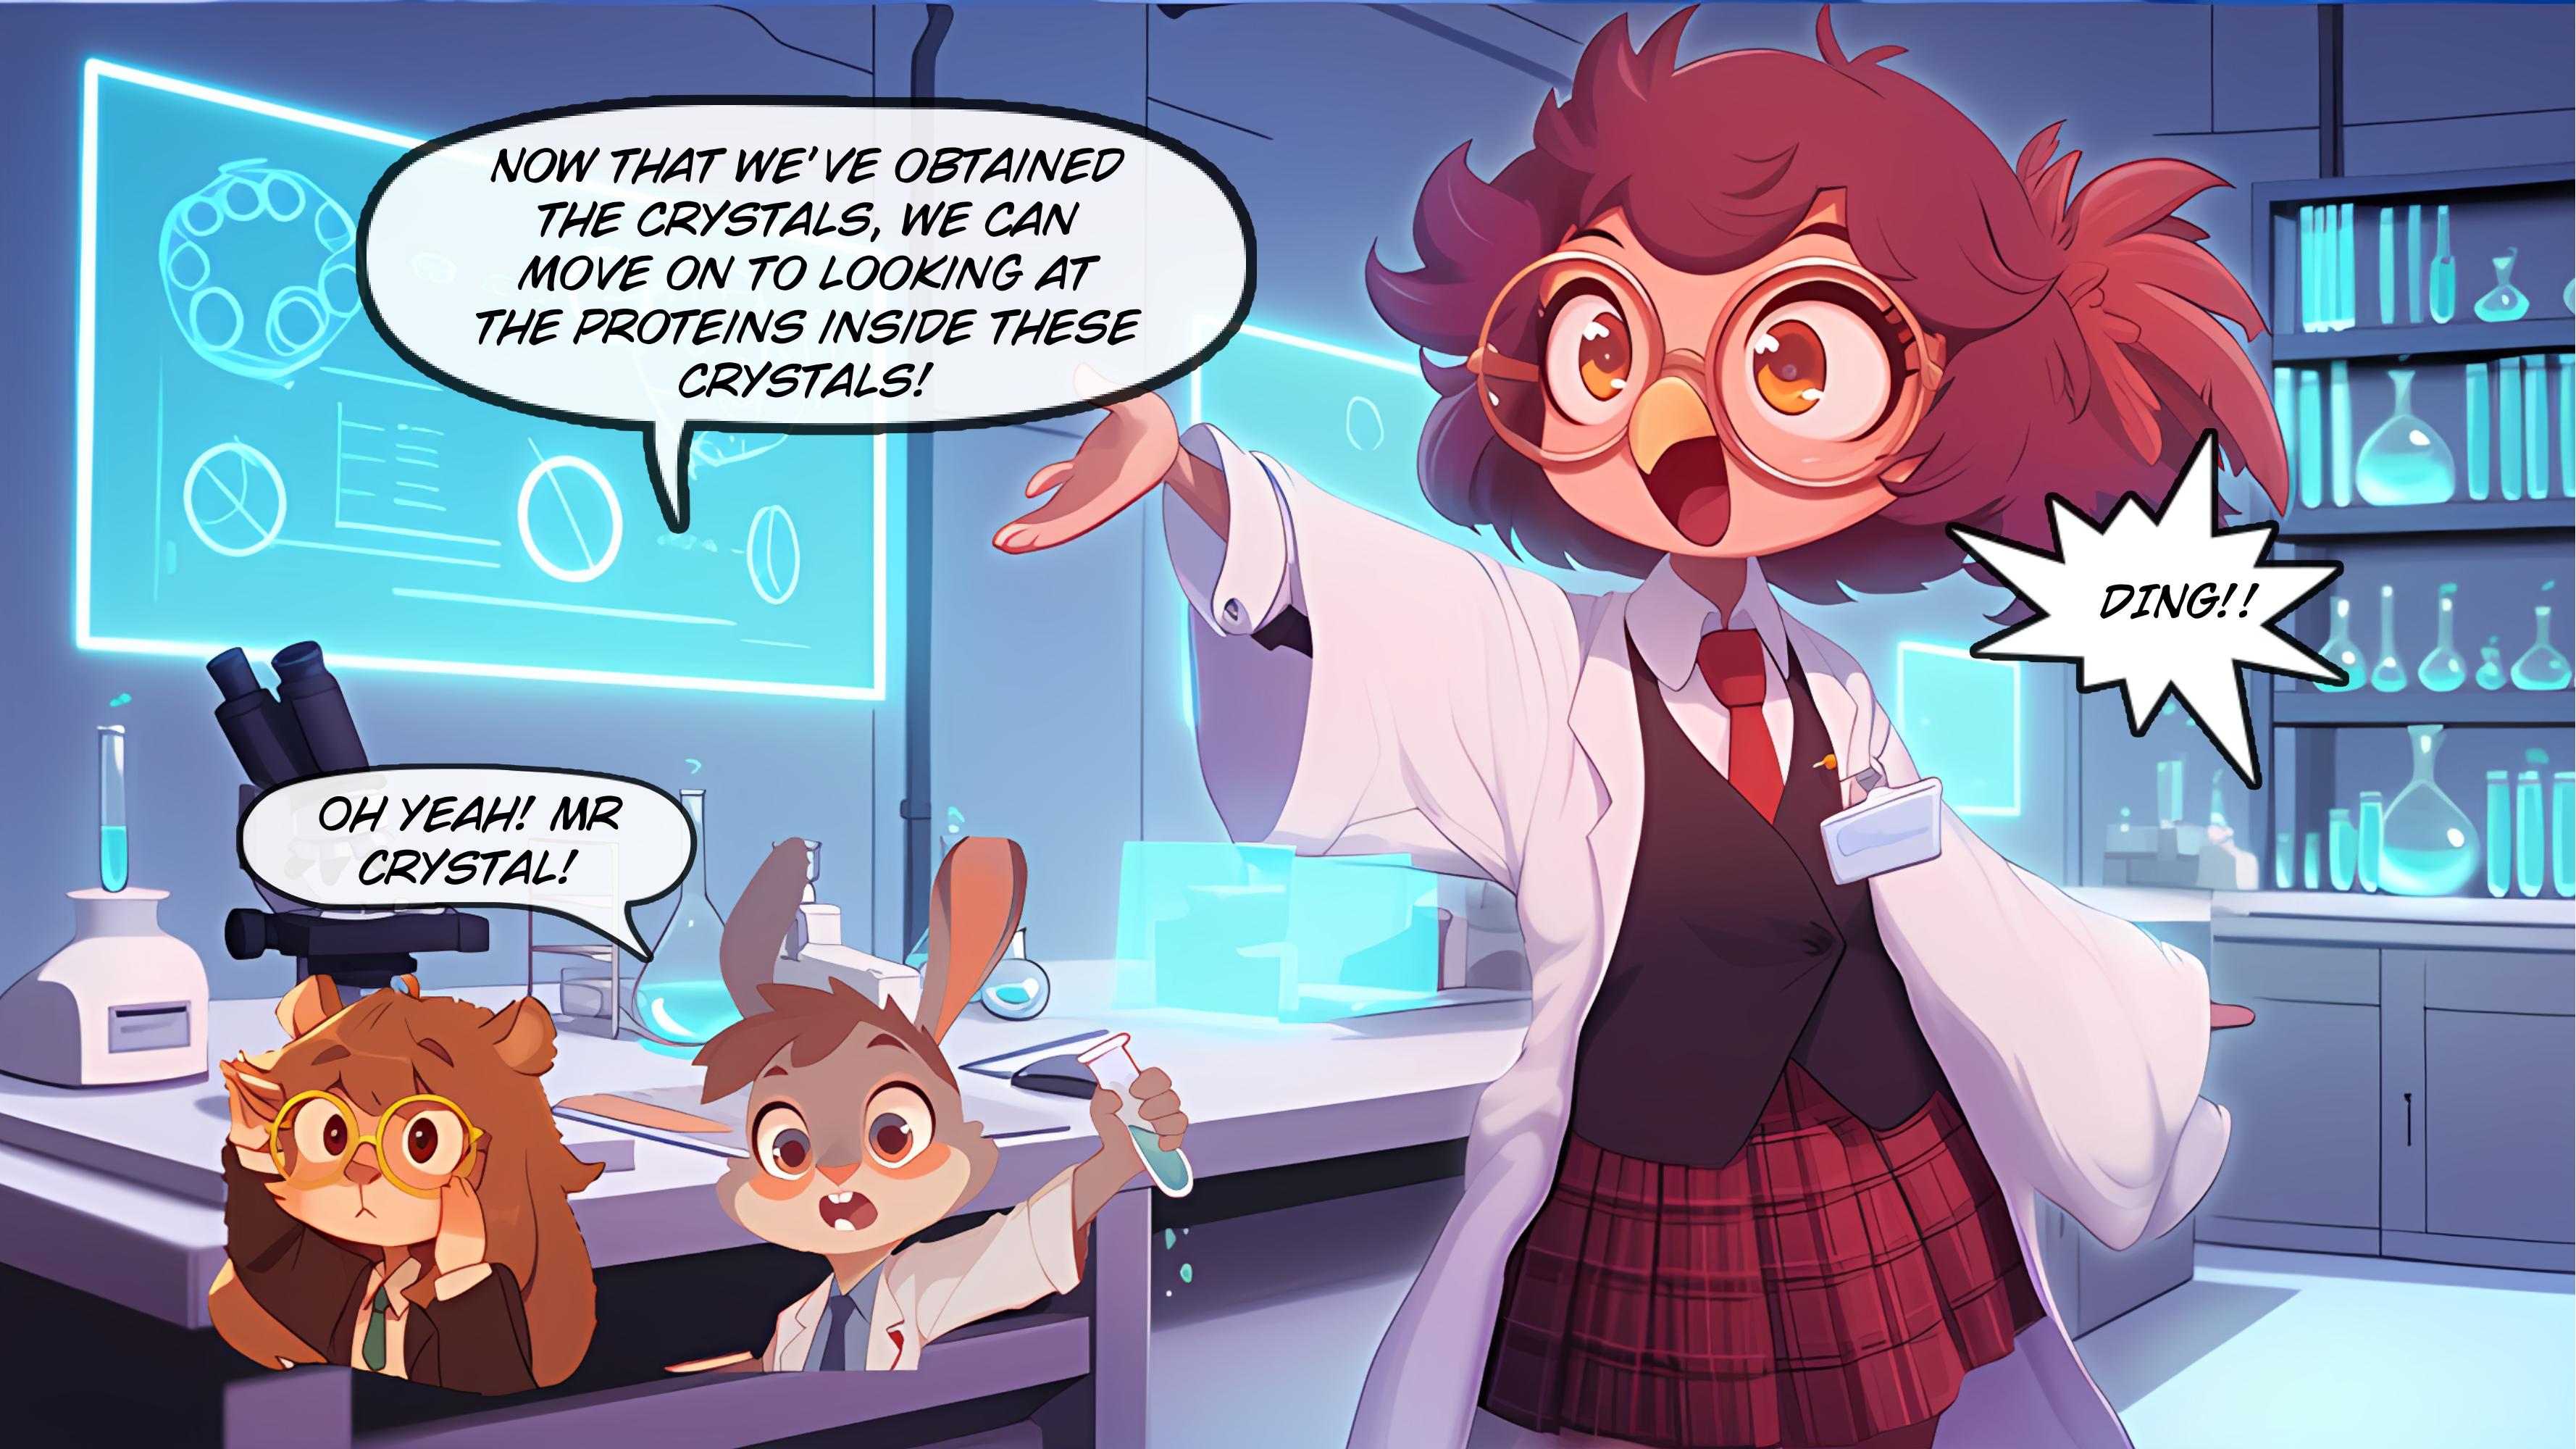 NOW THAT WE'VE OBTAINED
THE CRYSTALS, WE CAN
MOVE ON TO LOOKING AT
THE PROTEINS INSIDE THESE
CRYSTALS!
DING!!
OH YEAH! MR
CRYSTAL!